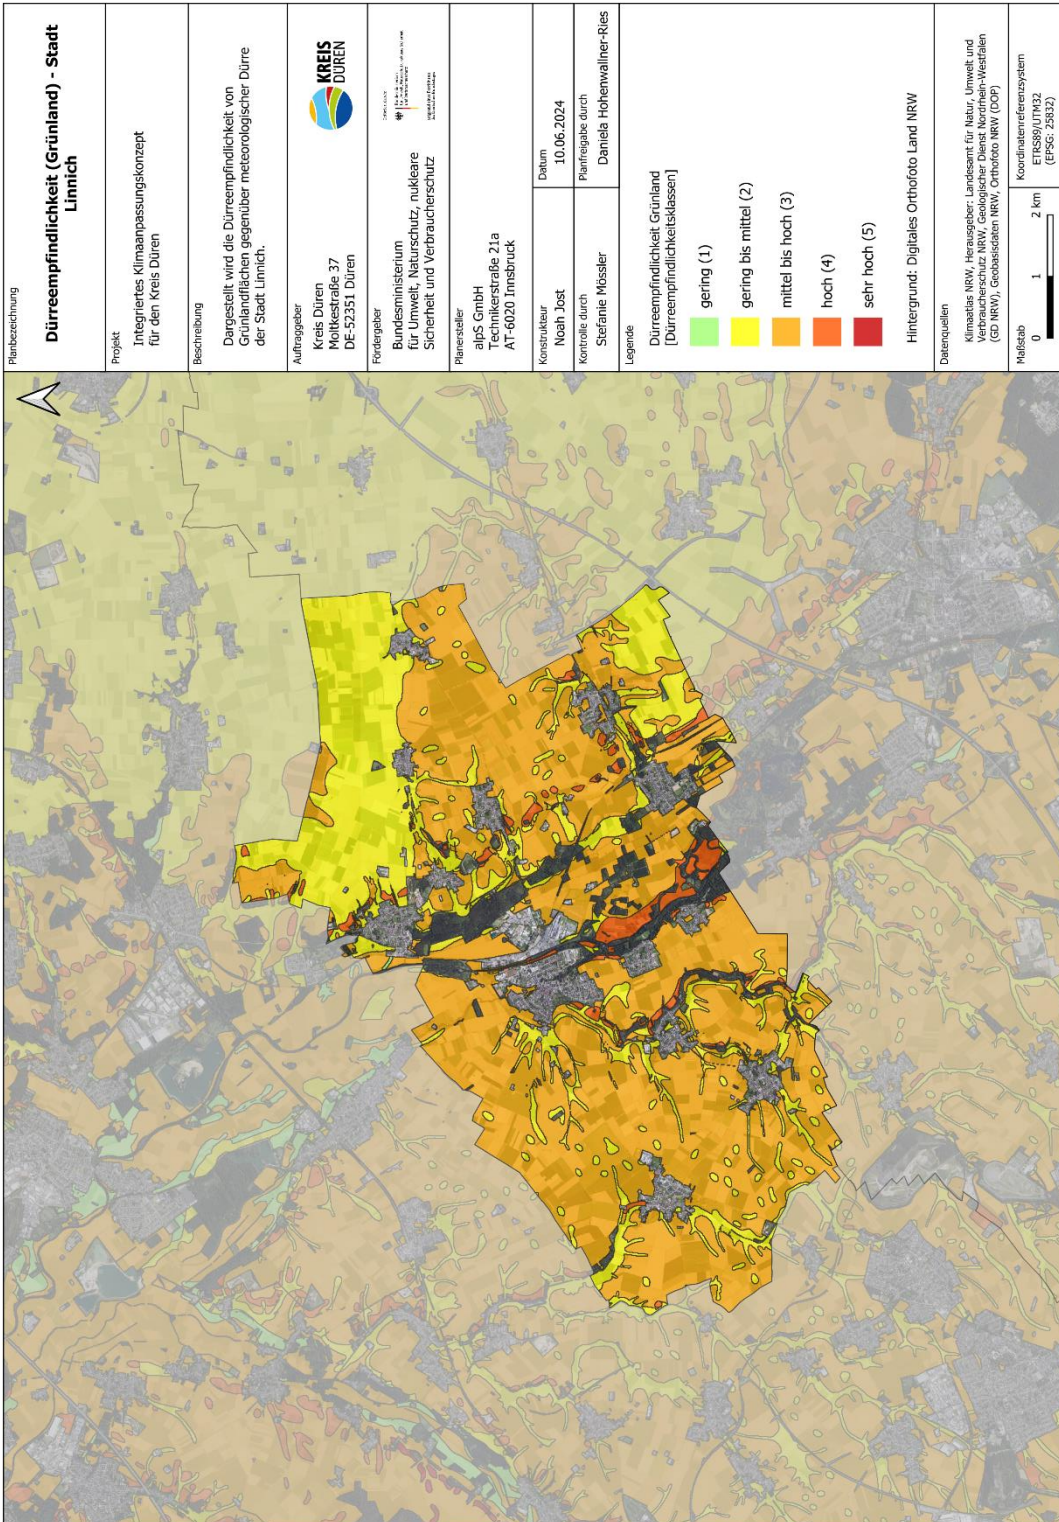 Planbezeichnung
Dürreempfindlichkeit (Grünland) - Stadt
Linnich
Projekt
Integriertes Klimaanpassungskonzept
für den Kreis Düren
Beschreibung
Dargestellt wird die Dürreempfindlichkeit von
Grünlandflächen gegenüber meteorologischer Dürre
der Stadt Linnich.
Auftraggeber
Kreis Düren
Moltkestraße 37
DE-52351 Düren
KREIS
DÜREN
Fördergeber
Bundesministerium
für Umwelt, Naturschutz, nukleare
Sicherheit und Verbraucherschutz
Planersteller
alpS GmbH
Technikerstraße 21a
AT-6020 Innsbruck
Konstrukteur
Noah Jost
Datum
10.06.2024
Kontrolle durch
Stefanie Mössler
Planfreigabe durch
Daniela Hohenwallner-Ries
Legende
Dürreempfindlichkeit Grünland
[Dürreempfindlichkeitsklassen]
gering (1)
gering bis mittel (2)
mittel bis hoch (3)
hoch (4)
sehr hoch (5)
Hintergrund: Digitales Orthofoto Land NRW
Datenquellen
Klimaatlas NRW, Herausgeber: Landesamt für Natur, Umwelt und
Verbraucherschutz NRW, Geologischer Dienst Nordrhein-Westfalen
(GD NRW), Geobasisdaten NRW, Orthofoto NRW (DOP)
Maßstab
0 1 2 km
Koordinatenreferenzsystem
ETRS89/UTM32
(EPSG: 25832)